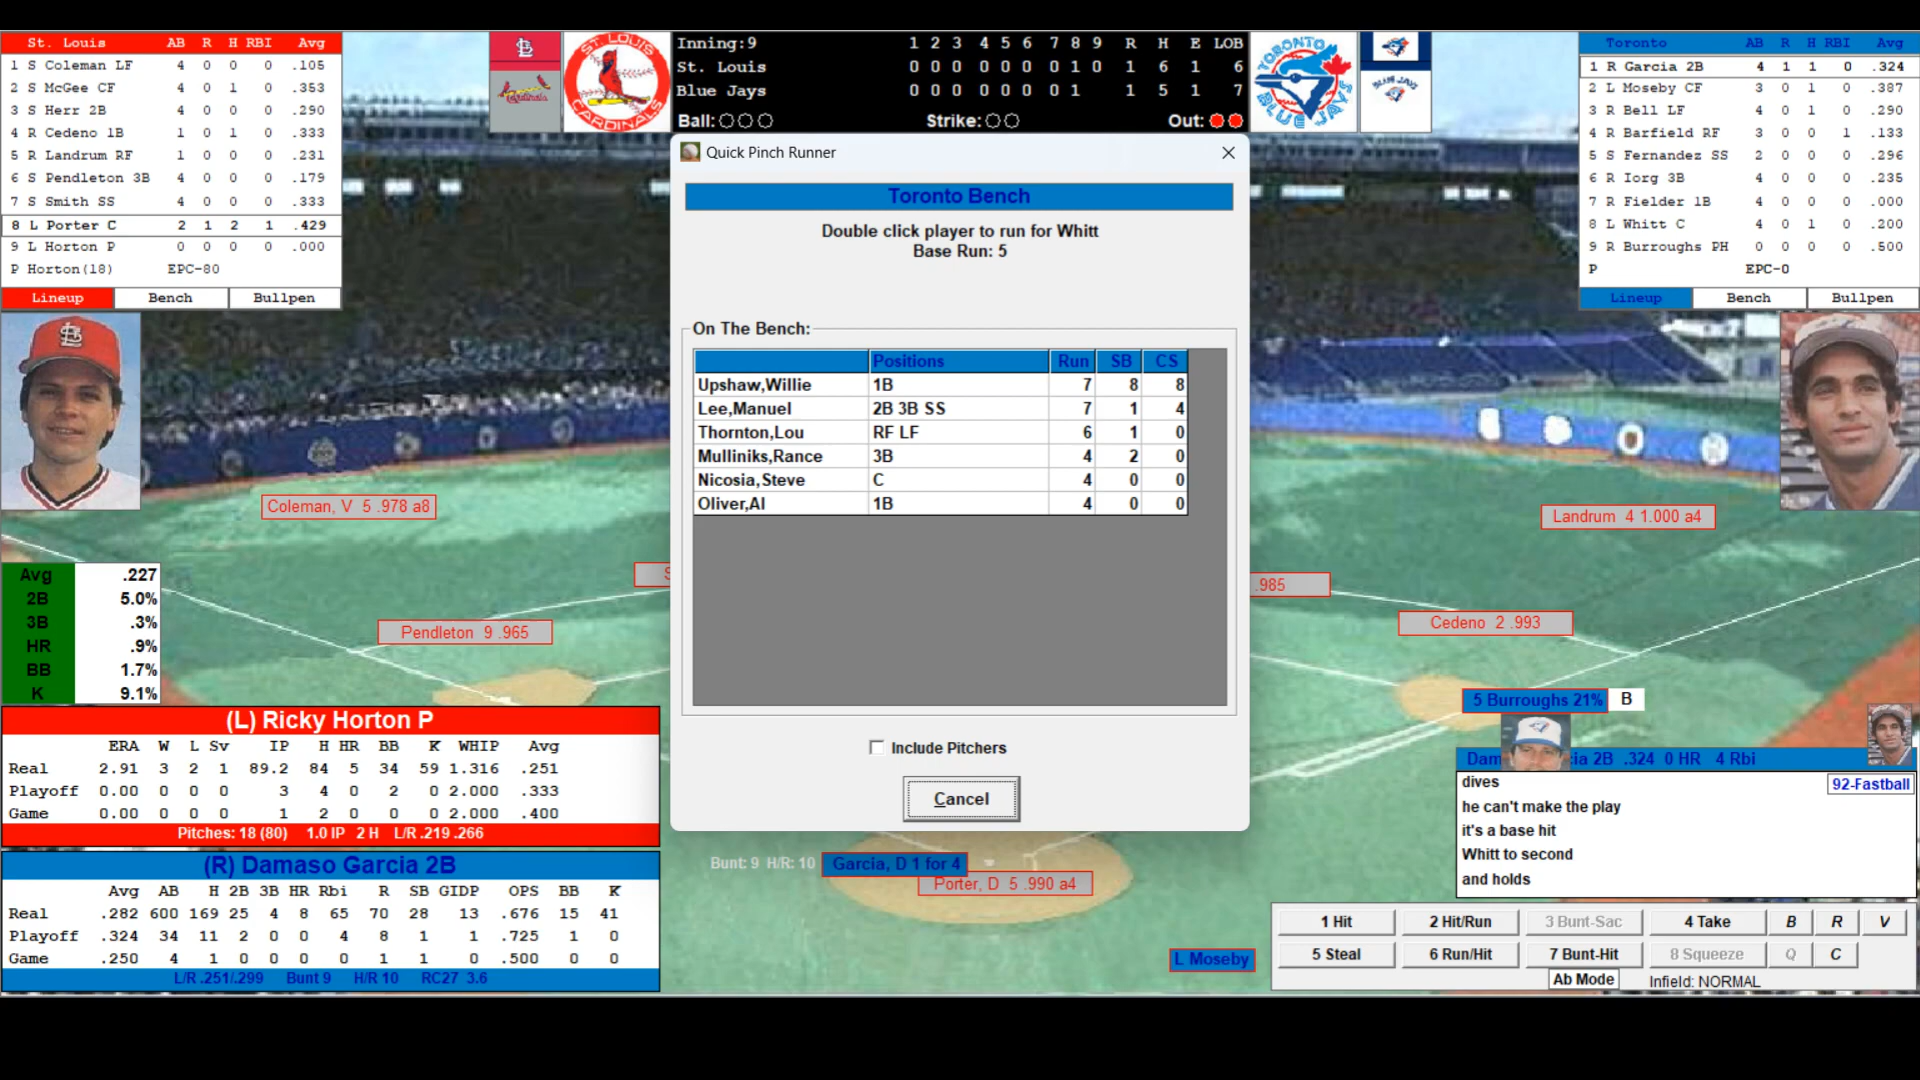 St. Louis AB R H RBI Avg
1 S Coleman LF 4 0 0 0 .105
2 S McGee CF 4 0 1 0 .353
3 S Herr 2B 4 0 0 0 .290
4 R Cedeno 1B 1 0 1 0 .333
5 R Landrum RF 1 0 0 0 .231
6 S Pendleton 3B 4 0 0 0 .179
7 S Smith SS 4 0 0 0 .333
8 L Porter C 2 1 2 1 .429
9 L Horton P 0 0 0 0 .000
P Horton(18) EPC-80
Lineup Bench Bullpen
Cardinals
ST. LOUIS
CARDINALS
Inning:9 1 2 3 4 5 6 7 8 9 R H E LOB
St. Louis 0 0 0 0 0 0 0 1 0 1 6 1 6
Blue Jays 0 0 0 0 0 0 0 1 1 5 1 7
Ball: Strike: Out:
TORONTO
BLUE JAYS
BLUE JAYS
Toronto AB R H RBI Avg
1 R Garcia 2B 4 1 1 0 .324
2 L Moseby CF 3 0 1 0 .387
3 R Bell LF 4 0 1 0 .290
4 R Barfield RF 3 0 0 1 .133
5 S Fernandez SS 2 0 0 0 .296
6 R Iorg 3B 4 0 0 0 .235
7 R Fielder 1B 4 0 0 0 .000
8 L Whitt C 4 0 1 0 .200
9 R Burroughs PH 0 0 0 0 .500
P EPC-0
Lineup Bench Bullpen
Quick Pinch Runner
Toronto Bench
Double click player to run for Whitt
Base Run: 5
On The Bench:
Positions Run SB CS
Upshaw,Willie 1B 7 8 8
Lee,Manuel 2B 3B SS 7 1 4
Thornton,Lou RF LF 6 1 0
Mulliniks,Rance 3B 4 2 0
Nicosia,Steve C 4 0 0
Oliver,Al 1B 4 0 0
Include Pitchers
Cancel
Coleman, V 5 .978 a8
Landrum 4 1.000 a4
S
.985
Pendleton 9 .965
Cedeno 2 .993
Avg .227
2B 5.0%
3B .3%
HR .9%
BB 1.7%
K 9.1%
(L) Ricky Horton P
ERA W L Sv IP H HR BB K WHIP Avg
Real 2.91 3 2 1 89.2 84 5 34 59 1.316 .251
Playoff 0.00 0 0 0 3 4 0 2 0 2.000 .333
Game 0.00 0 0 0 1 2 0 0 0 2.000 .400
Pitches: 18 (80) 1.0 IP 2 H L/R .219 .266
(R) Damaso Garcia 2B
Avg AB H 2B 3B HR Rbi R SB GIDP OPS BB K
Real .282 600 169 25 4 8 65 70 28 13 .676 15 41
Playoff .324 34 11 2 0 0 4 8 1 1 .725 1 0
Game .250 4 1 0 0 0 0 1 1 0 .500 0 0
L/R .251/.299 Bunt 9 H/R 10 RC27 3.6
Bunt: 9 H/R: 10 Garcia, D 1 for 4
Porter, D 5 .990 a4
L Moseby
5 Burroughs 21% B
Dam ia 2B .324 0 HR 4 Rbi
92-Fastball
dives
he can't make the play
it's a base hit
Whitt to second
and holds
1 Hit 2 Hit/Run 3 Bunt-Sac 4 Take B R V
5 Steal 6 Run/Hit 7 Bunt-Hit 8 Squeeze Q C
Ab Mode Infield: NORMAL